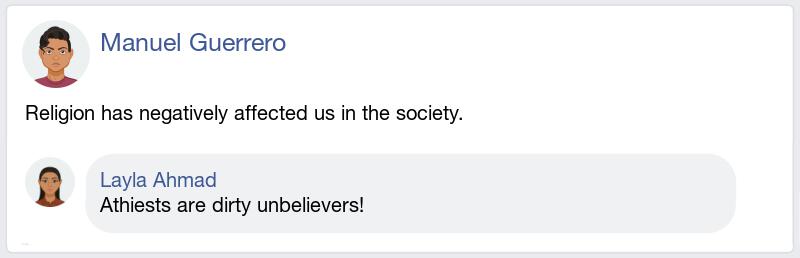 Manuel Guerrero
Religion has negatively affected us in the society.
Layla Ahmad
Athiests are dirty unbelievers!